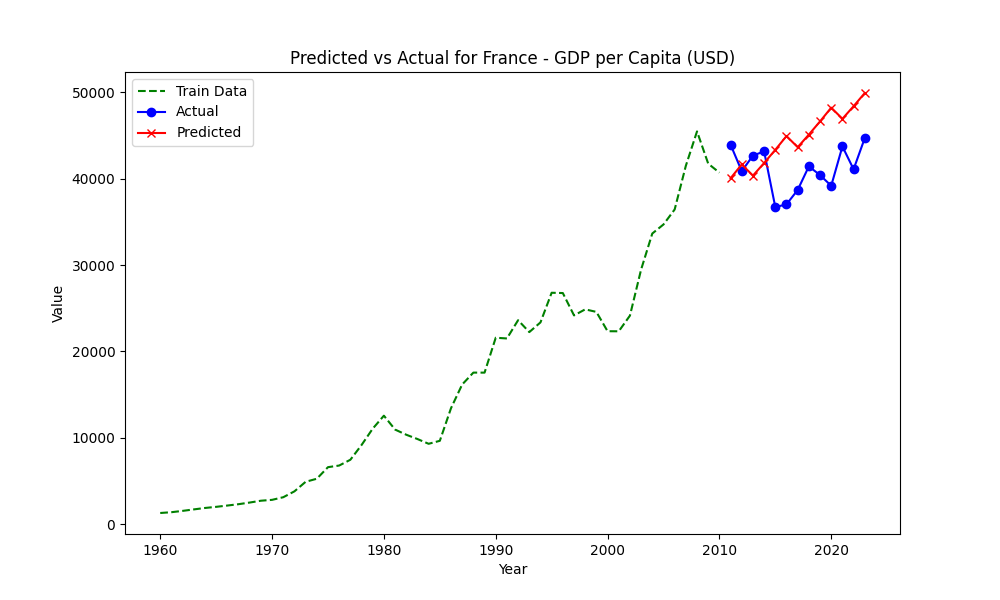 Predicted vs Actual for France - GDP per Capita (USD)
Train Data
Actual
Predicted
50000
40000
30000
20000
10000
0
Value
1960 1970 1980 1990 2000 2010 2020
Year